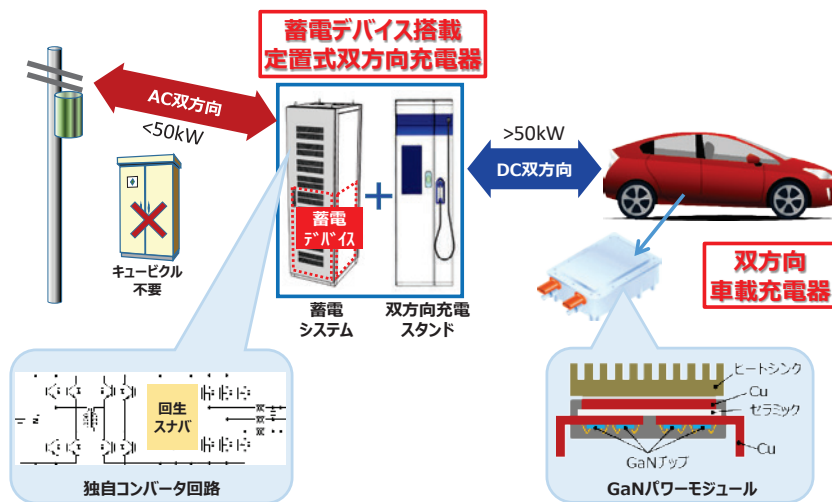 蓄電デバイス搭載
定置式双方向充電器
AC双方向
<50kW
>50kW
DC双方向
蓄電
デバイス
キュービクル
不要
蓄電
システム
双方向充電
スタンド
双方向
車載充電器
回生
スナバ
独自コンバータ回路
ヒートシンク
Cu
セラミック
Cu
GaNチップ
GaNパワーモジュール